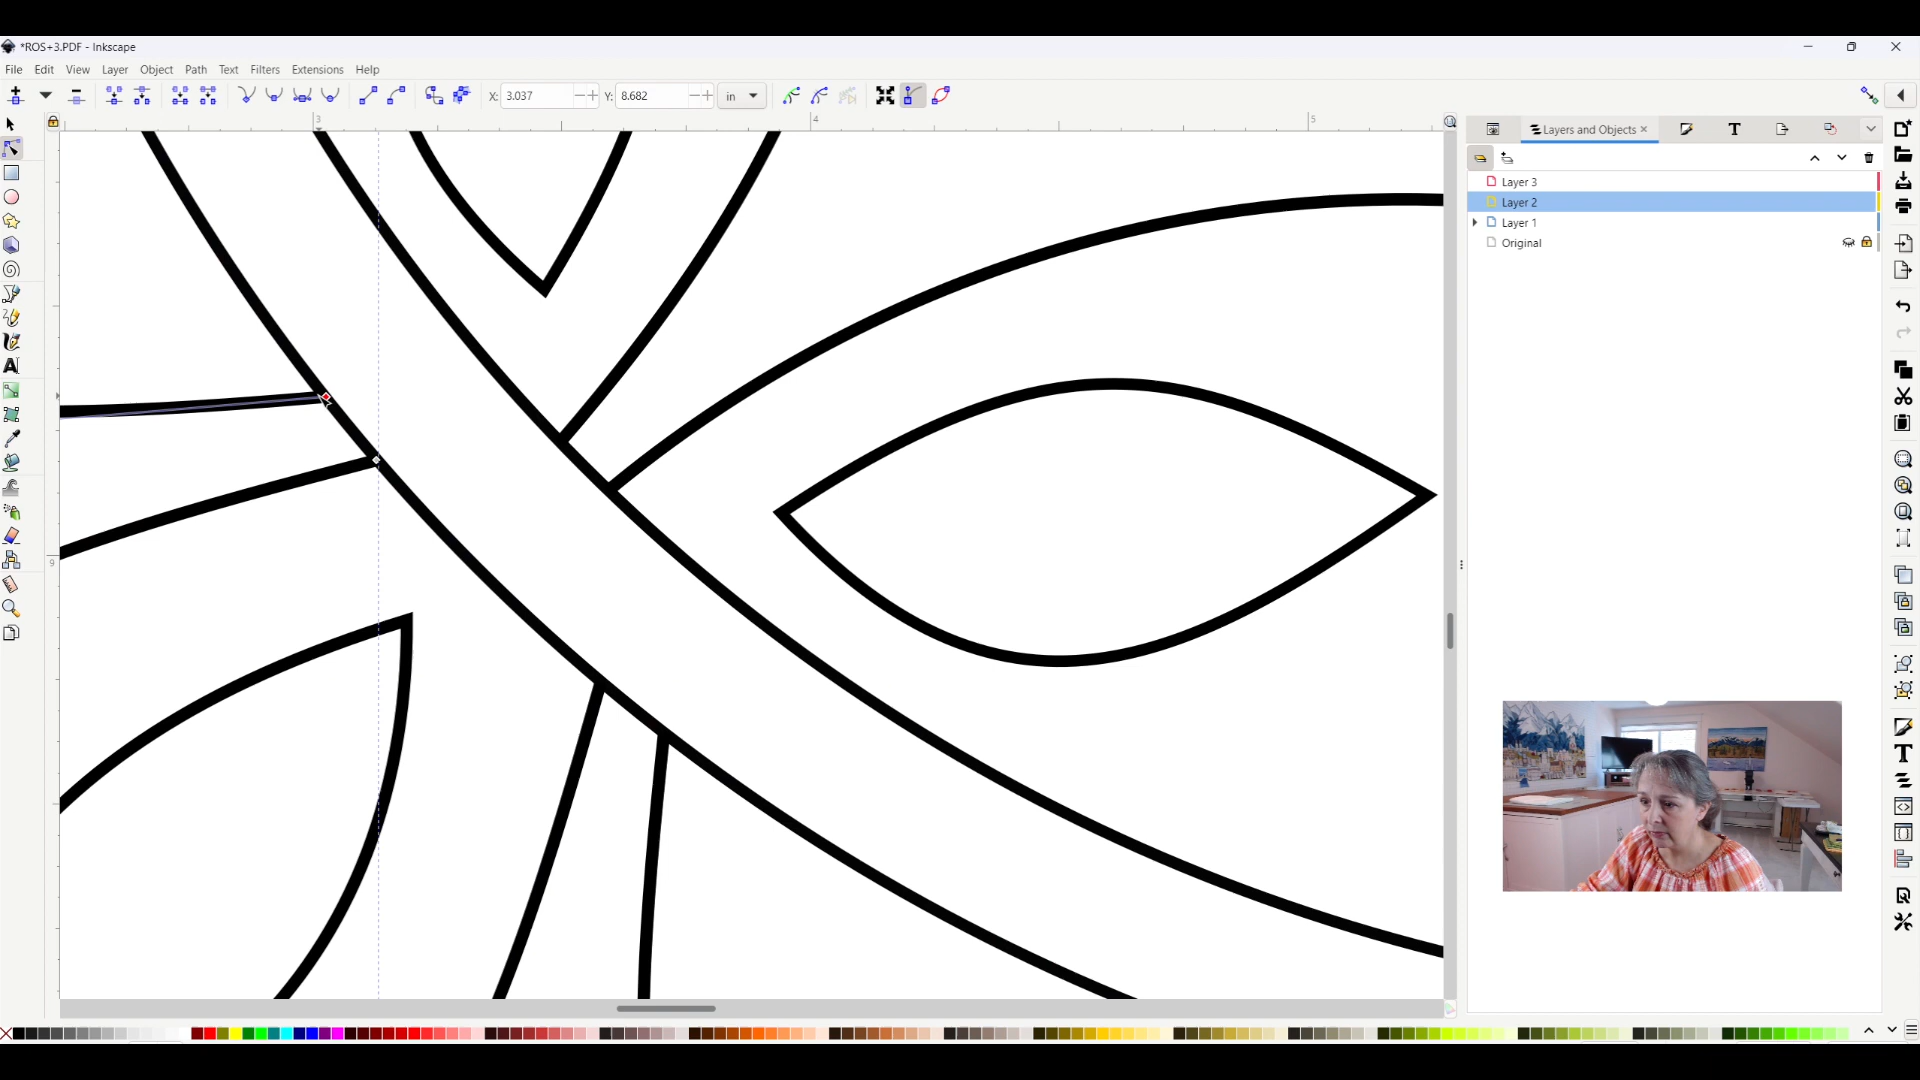 *ROS+3.PDF - Inkscape
File Edit View Layer Object Path Text Filters Extensions Help
X: 3.037 Y: 8.682 in
3 4 5
Layers and Objects
Layer 3
Layer 2
Layer 1
Original
9